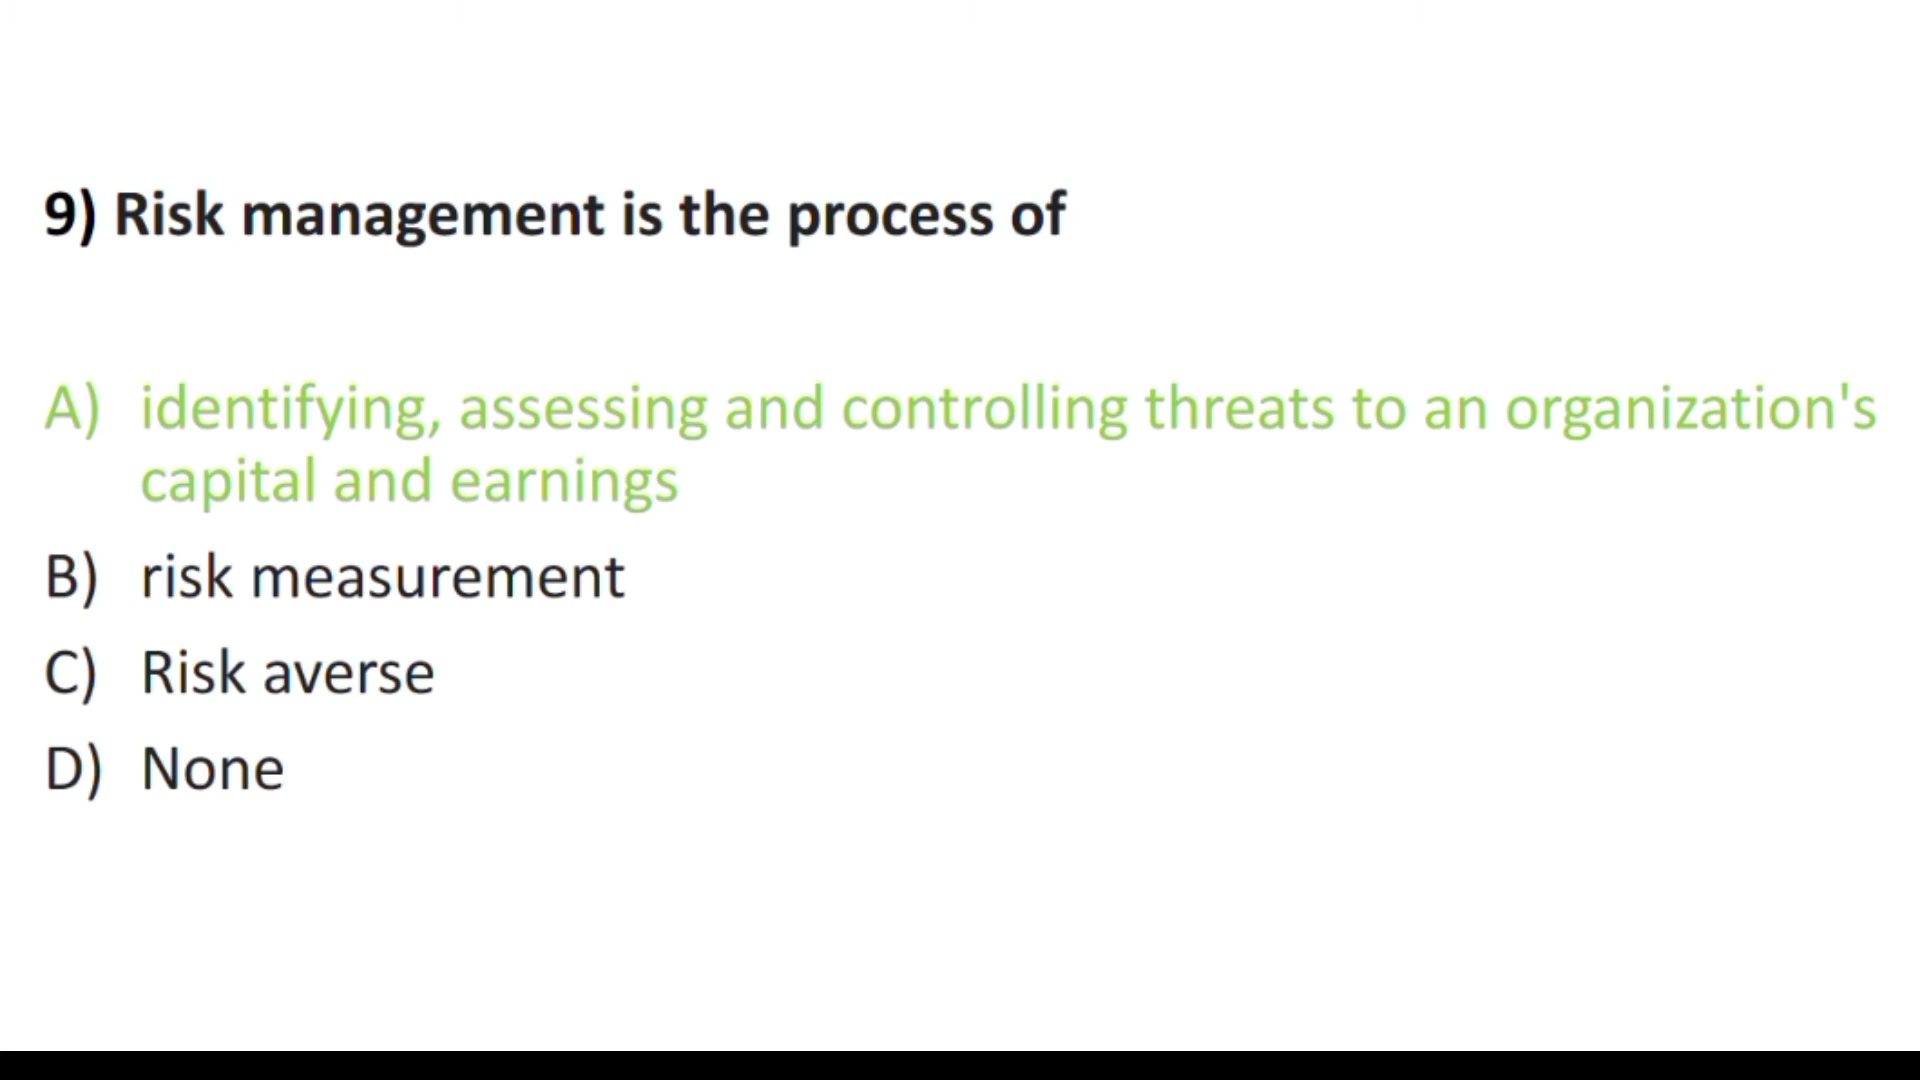 9) Risk management is the process of
A) identifying, assessing and controlling threats to an organization's
capital and earnings
B) risk measurement
C) Risk averse
D) None